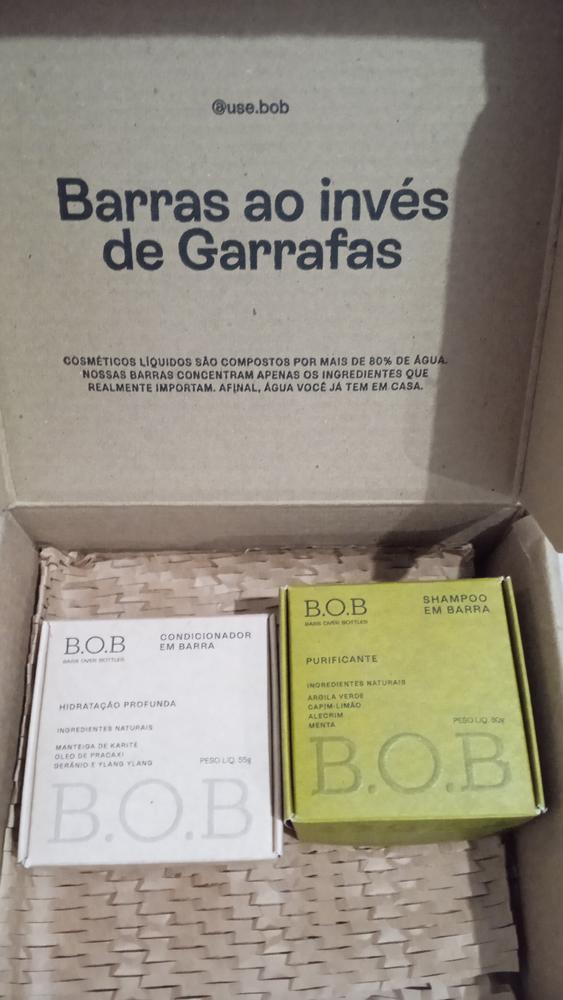 @use.bob
Barras ao invés
de Garrafas
COSMÉTICOS LÍQUIDOS SÃO COMPOSTOS POR MAIS DE 80% DE ÁGUA.
NOSSAS BARRAS CONCENTRAM APENAS OS INGREDIENTES QUE
REALMENTE IMPORTAM. AFINAL, ÁGUA VOCÊ JÁ TEM EM CASA.
B.O.B
BARS OVER BOTTLES
CONDICIONADOR
EM BARRA
HIDRATAÇÃO PROFUNDA
INGREDIENTES NATURAIS
MANTEIGA DE KARITÉ
ÓLEO DE PRACAXI
GERÂNIO E YLANG YLANG
PESO LIQ. 55g
B.O.B
B.O.B
BARS OVER BOTTLES
SHAMPOO
EM BARRA
PURIFICANTE
INGREDIENTES NATURAIS
ARGILA VERDE
CAPIM-LIMÃO
ALECRIM
MENTA
PESO LIQ. 80g
B.O.B